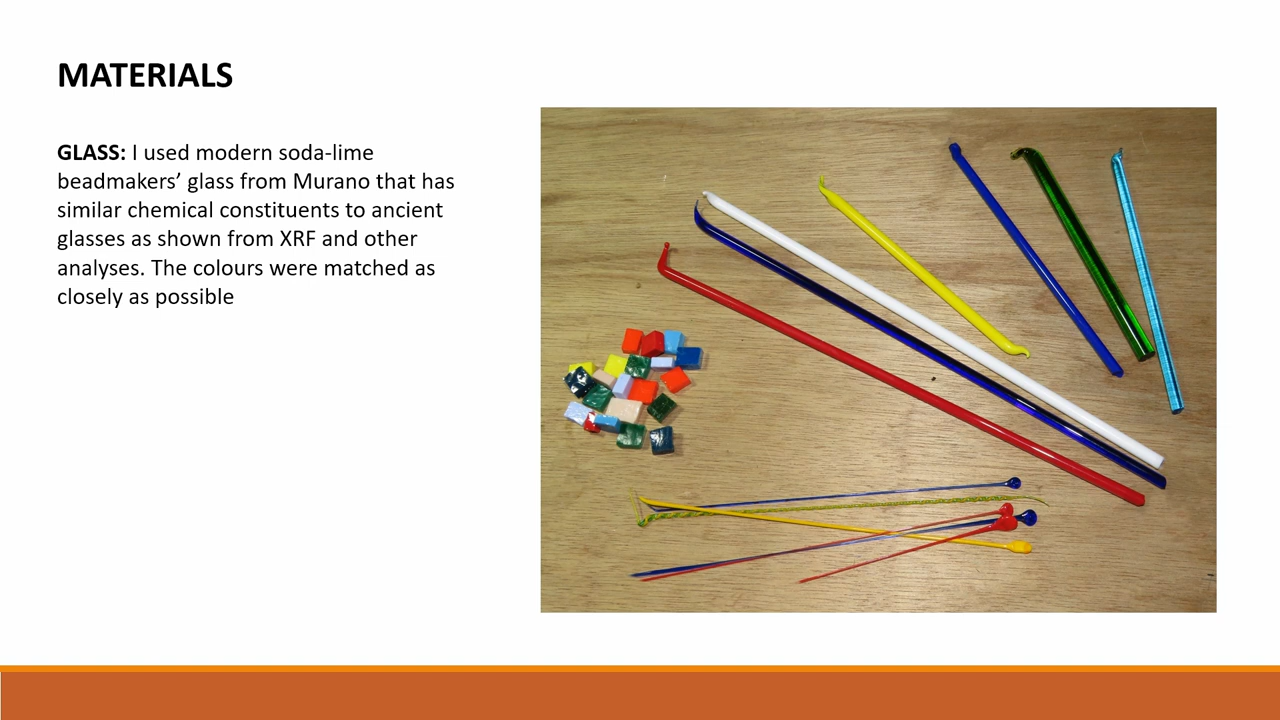 MATERIALS
GLASS: I used modern soda-lime
beadmakers’ glass from Murano that has
similar chemical constituents to ancient
glasses as shown from XRF and other
analyses. The colours were matched as
closely as possible